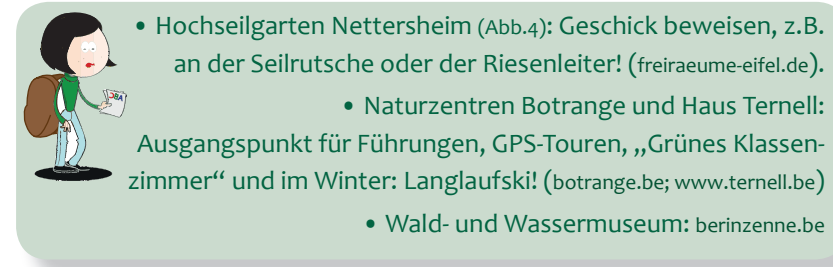 • Hochseilgarten Nettersheim (Abb.4): Geschick beweisen, z.B.
an der Seilrutsche oder der Riesenleiter! (freiraeume-eifel.de).
• Naturzentren Botrange und Haus Ternell:
Ausgangspunkt für Führungen, GPS-Touren, „Grünes Klassen-
zimmer“ und im Winter: Langlaufski! (botrange.be; www.ternell.be)
• Wald- und Wassermuseum: berinzenne.be